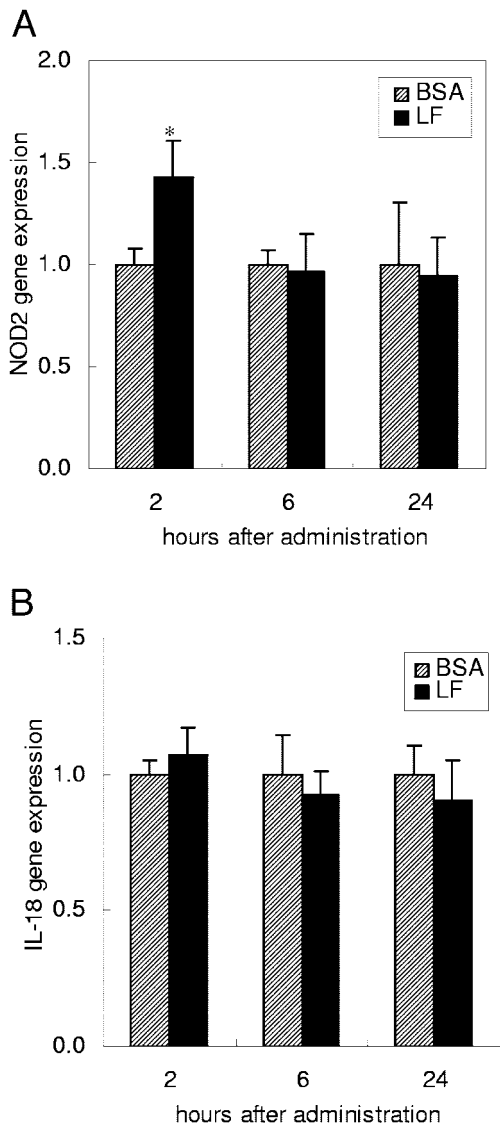 A
2.0
BSA
LF
*
1.5
1.0
0.5
0.0
NOD2 gene expression
2 6 24
hours after administration
B
1.5
BSA
LF
1.0
0.5
0.0
IL-18 gene expression
2 6 24
hours after administration